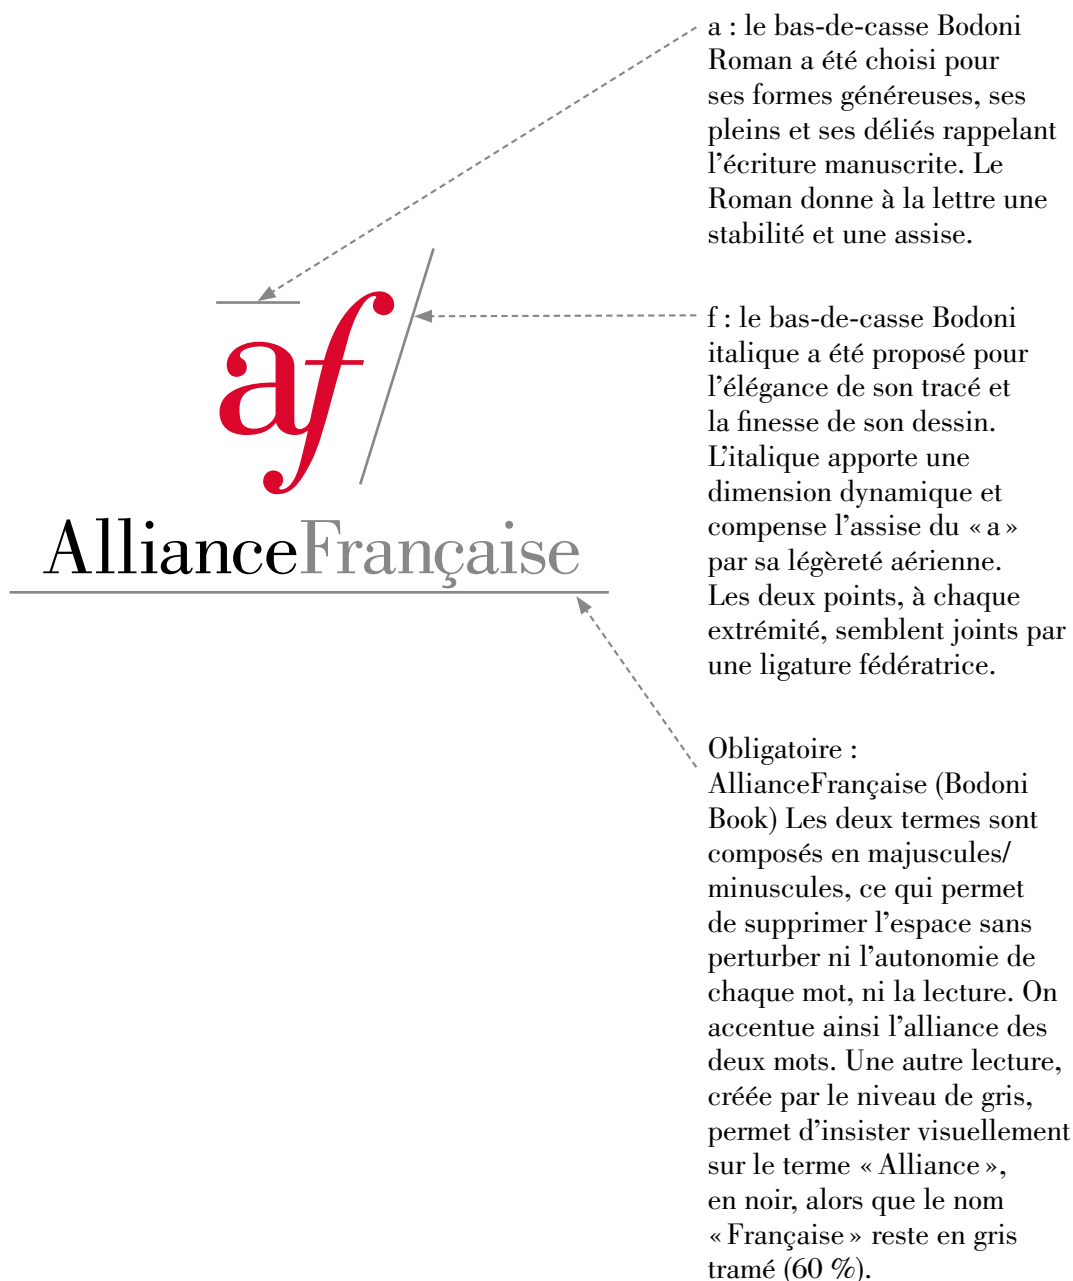 a : le bas-de-casse Bodoni
Roman a été choisi pour
ses formes généreuses, ses
pleins et ses déliés rappelant
l’écriture manuscrite. Le
Roman donne à la lettre une
stabilité et une assise.
af
AllianceFrançaise
f : le bas-de-casse Bodoni
italique a été proposé pour
l’élégance de son tracé et
la finesse de son dessin.
L’italique apporte une
dimension dynamique et
compense l’assise du « a »
par sa légèreté aérienne.
Les deux points, à chaque
extrémité, semblent joints par
une ligature fédératrice.
Obligatoire :
AllianceFrançaise (Bodoni
Book) Les deux termes sont
composés en majuscules/
minuscules, ce qui permet
de supprimer l’espace sans
perturber ni l’autonomie de
chaque mot, ni la lecture. On
accentue ainsi l’alliance des
deux mots. Une autre lecture,
créée par le niveau de gris,
permet d’insister visuellement
sur le terme « Alliance »,
en noir, alors que le nom
« Française » reste en gris
tramé (60 %).